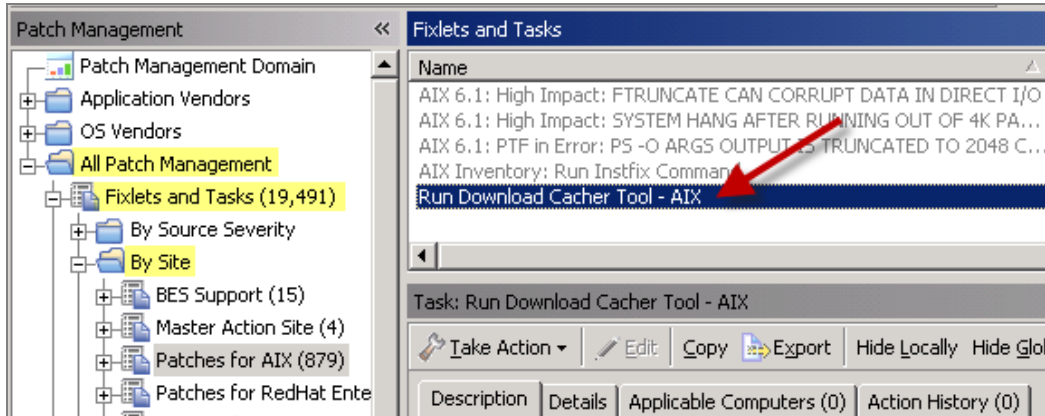 Patch Management
Patch Management Domain
Application Vendors
OS Vendors
All Patch Management
Fixlets and Tasks (19,491)
By Source Severity
By Site
BES Support (15)
Master Action Site (4)
Patches for AIX (879)
Patches for RedHat Ente
Fixlets and Tasks
Name
AIX 6.1: High Impact: FTRUNCATE CAN CORRUPT DATA IN DIRECT I/O
AIX 6.1: High Impact: SYSTEM HANG AFTER RUNNING OUT OF 4K PA...
AIX 6.1: PTF in Error: PS -O ARGS OUTPUT IS TRUNCATED TO 2048 C...
AIX Inventory: Run Instfix Command
Run Download Cacher Tool - AIX
Task: Run Download Cacher Tool - AIX
Take Action Edit Copy Export Hide Locally Hide Glo
Description Details Applicable Computers (0) Action History (0)